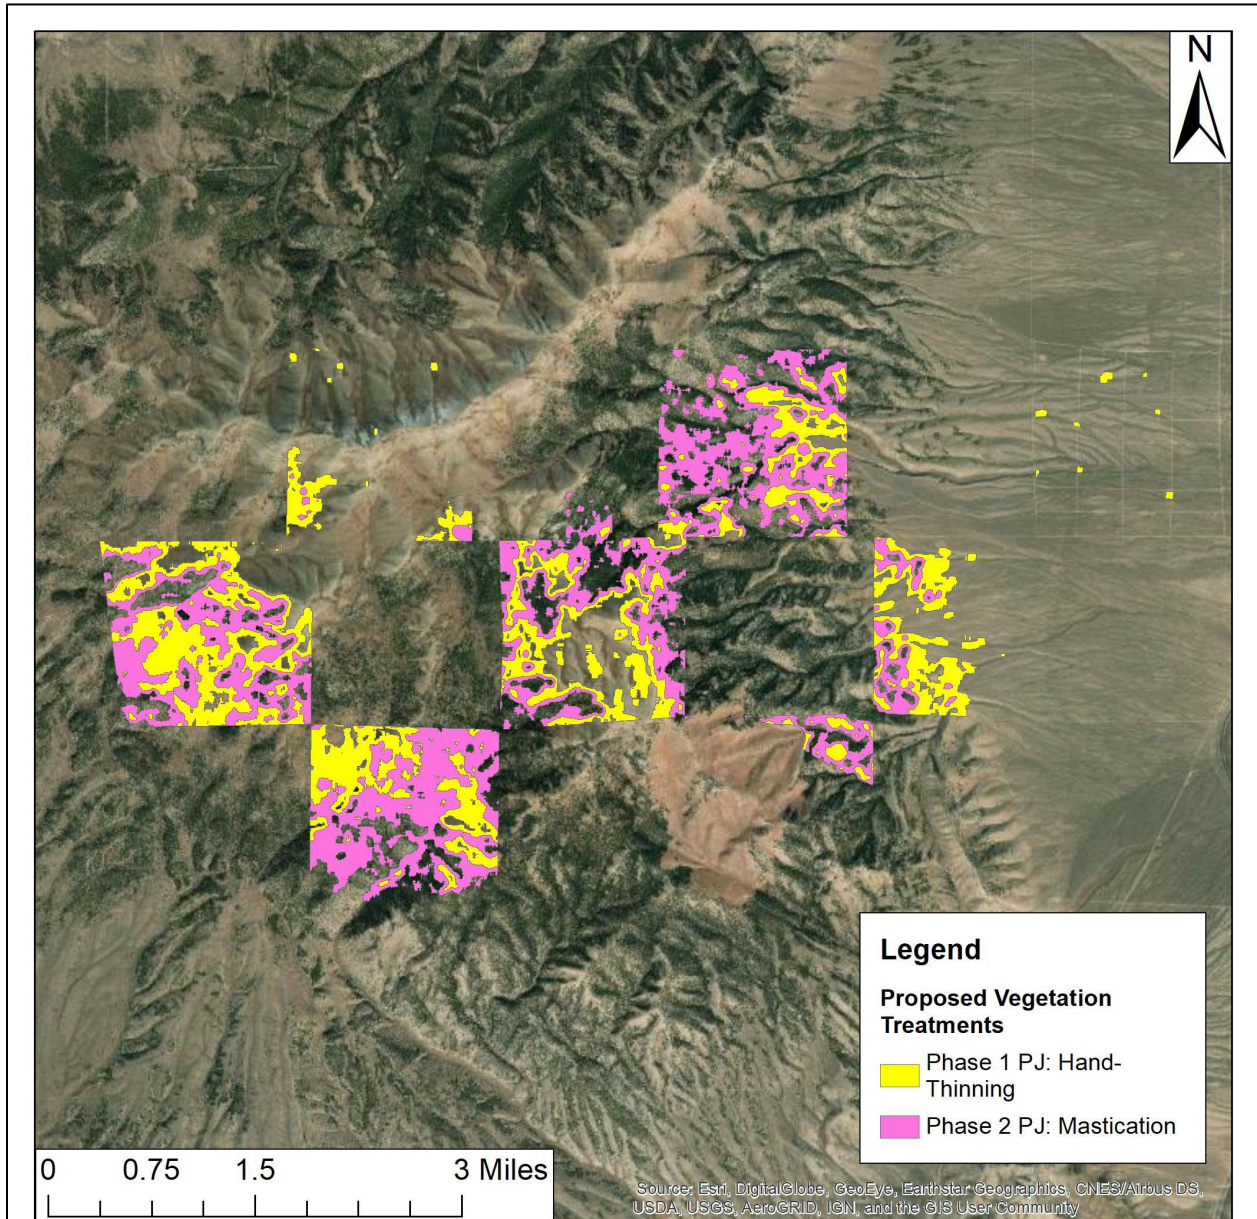 N
Legend
Proposed Vegetation
Treatments
Phase 1 PJ: Hand-
Thinning
Phase 2 PJ: Mastication
0 0.75 1.5 3 Miles
Source: Esri, DigitalGlobe, GeoEye, Earthstar Geographics, CNES/Airbus DS,
USDA, USGS, AeroGRID, IGN, and the GIS User Community